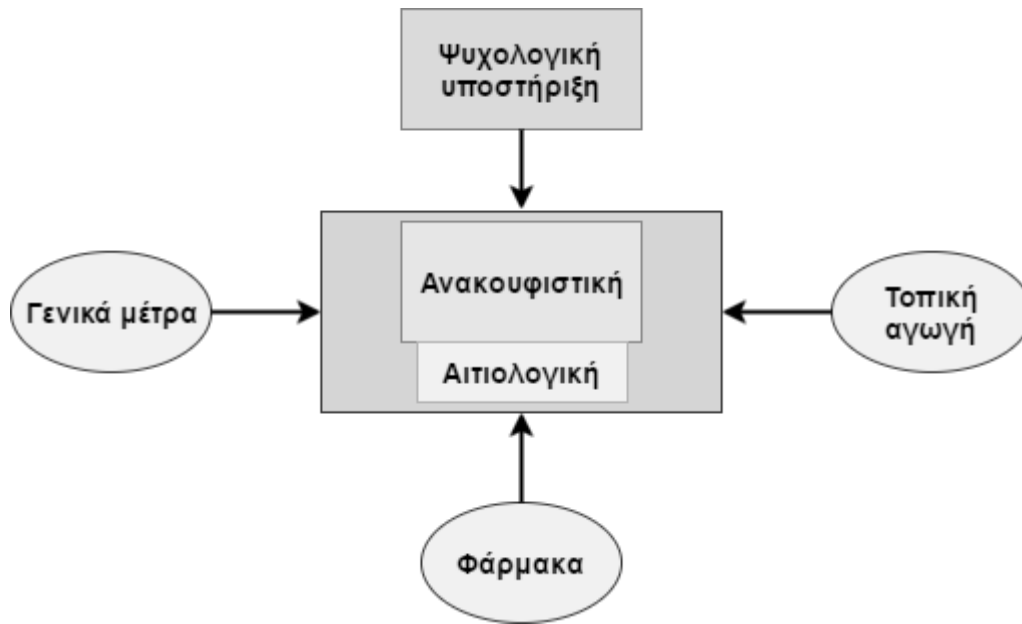 Ψυχολογική
υποστήριξη
Ανακουφιστική
Γενικά μέτρα
Τοπική
αγωγή
Αιτιολογική
Φάρμακα